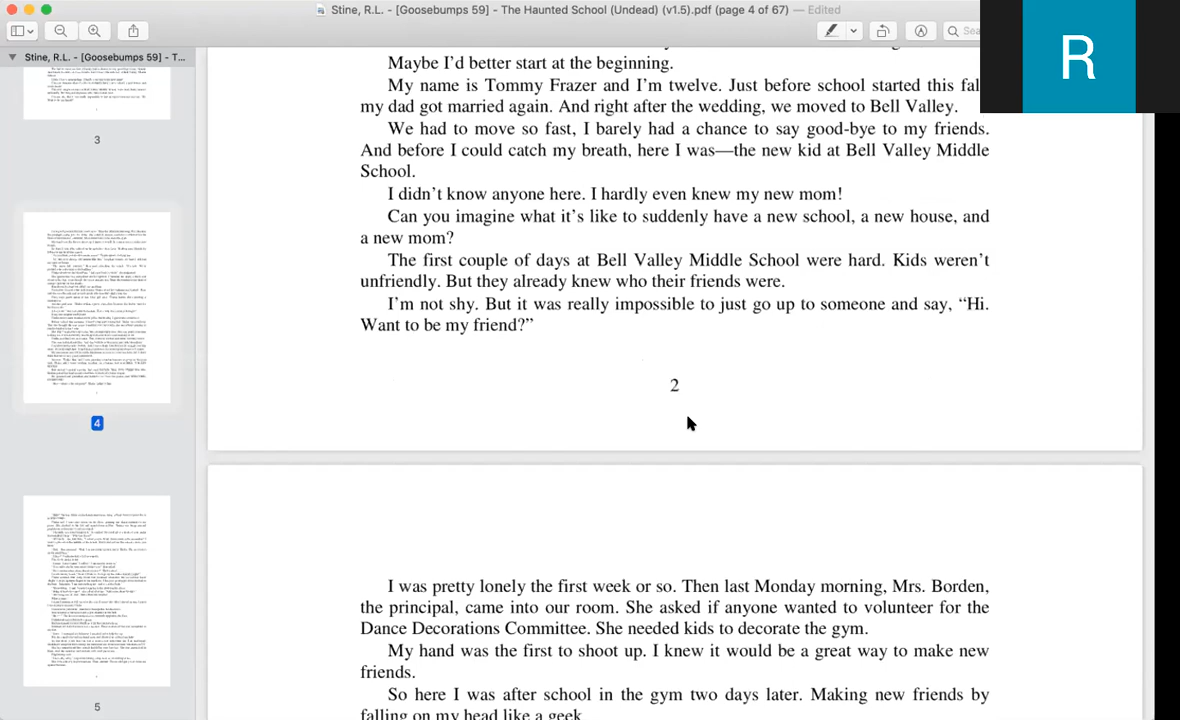 Stine, R.L. - [Goosebumps 59] - The Haunted School (Undead) (v1.5).pdf (page 4 of 67) — Edited
Stine, R.L. - [Goosebumps 59] - T...
R
Maybe I'd better start at the beginning.
My name is Tommy Frazer and I'm twelve. Just before school started this fal
my dad got married again. And right after the wedding, we moved to Bell Valley.
We had to move so fast, I barely had a chance to say good-bye to my friends.
And before I could catch my breath, here I was—the new kid at Bell Valley Middle
School.
I didn't know anyone here. I hardly even knew my new mom!
Can you imagine what it's like to suddenly have a new school, a new house, and
a new mom?
The first couple of days at Bell Valley Middle School were hard. Kids weren't
unfriendly. But they already knew who their friends were.
I'm not shy. But it was really impossible to just go up to someone and say, “Hi.
Want to be my friend?”
2
I was pretty lonely the first week or so. Then last Monday morning, Mrs. Borden,
the principal, came into our room. She asked if anyone wanted to volunteer for the
Dance Decorations Committee. She needed kids to decorate the gym.
My hand was the first to shoot up. I knew it would be a great way to make new
friends.
So here I was after school in the gym two days later. Making new friends by
falling on my head like a geek.
3
4
5